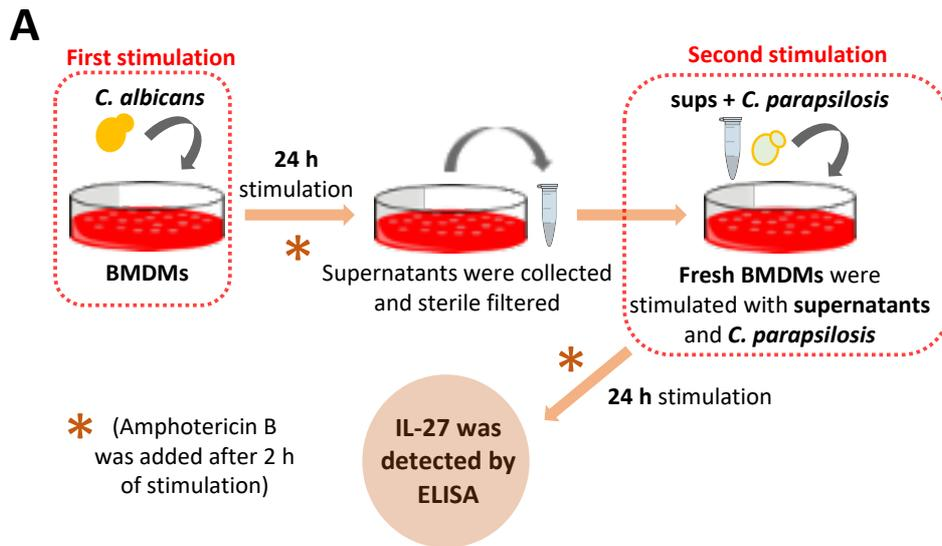 A
First stimulation
C. albicans
BMDMs
24 h
stimulation
*
Supernatants were collected
and sterile filtered
Second stimulation
sups + C. parapsilosis
Fresh BMDMs were
stimulated with supernatants
and C. parapsilosis
*
24 h stimulation
IL-27 was
detected by
ELISA
* (Amphotericin B
was added after 2 h
of stimulation)